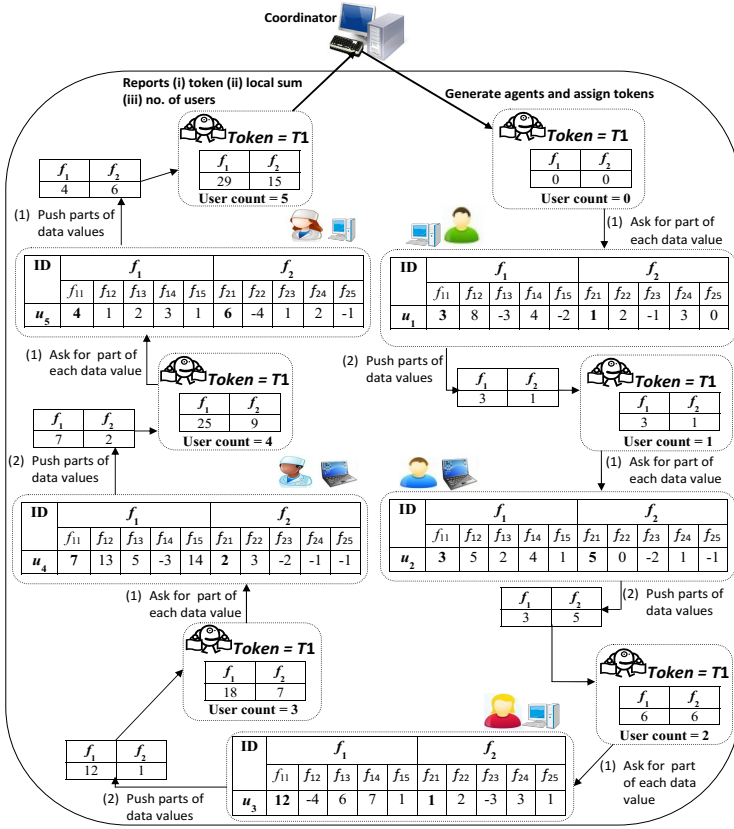 Coordinator
Reports (i) token (ii) local sum
(iii) no. of users
Generate agents and assign tokens
Token = T1
f1 f2
29 15
User count = 5
Token = T1
f1 f2
0 0
User count = 0
f1 f2
4 6
(1) Push parts of
data values
(1) Ask for part of
each data value
ID f1 f2
f11 f12 f13 f14 f15 f21 f22 f23 f24 f25
u5 4 1 2 3 1 6 -4 1 2 -1
ID f1 f2
f11 f12 f13 f14 f15 f21 f22 f23 f24 f25
u1 3 8 -3 4 -2 1 2 -1 3 0
(1) Ask for part of
each data value
Token = T1
f1 f2
25 9
User count = 4
(2) Push parts of
data values
f1 f2
3 1
Token = T1
f1 f2
3 1
User count = 1
f1 f2
7 2
(2) Push parts of
data values
(1) Ask for part of
each data value
ID f1 f2
f11 f12 f13 f14 f15 f21 f22 f23 f24 f25
u4 7 13 5 -3 14 2 3 -2 -1 -1
ID f1 f2
f11 f12 f13 f14 f15 f21 f22 f23 f24 f25
u2 3 5 2 4 1 5 0 -2 1 -1
(1) Ask for part of
each data value
(2) Push parts of
data values
f1 f2
3 5
Token = T1
f1 f2
18 7
User count = 3
Token = T1
f1 f2
6 6
User count = 2
f1 f2
12 1
(2) Push parts of
data values
ID f1 f2
f11 f12 f13 f14 f15 f21 f22 f23 f24 f25
u3 12 -4 6 7 1 1 2 -3 3 1
(1) Ask for part
of each data
value